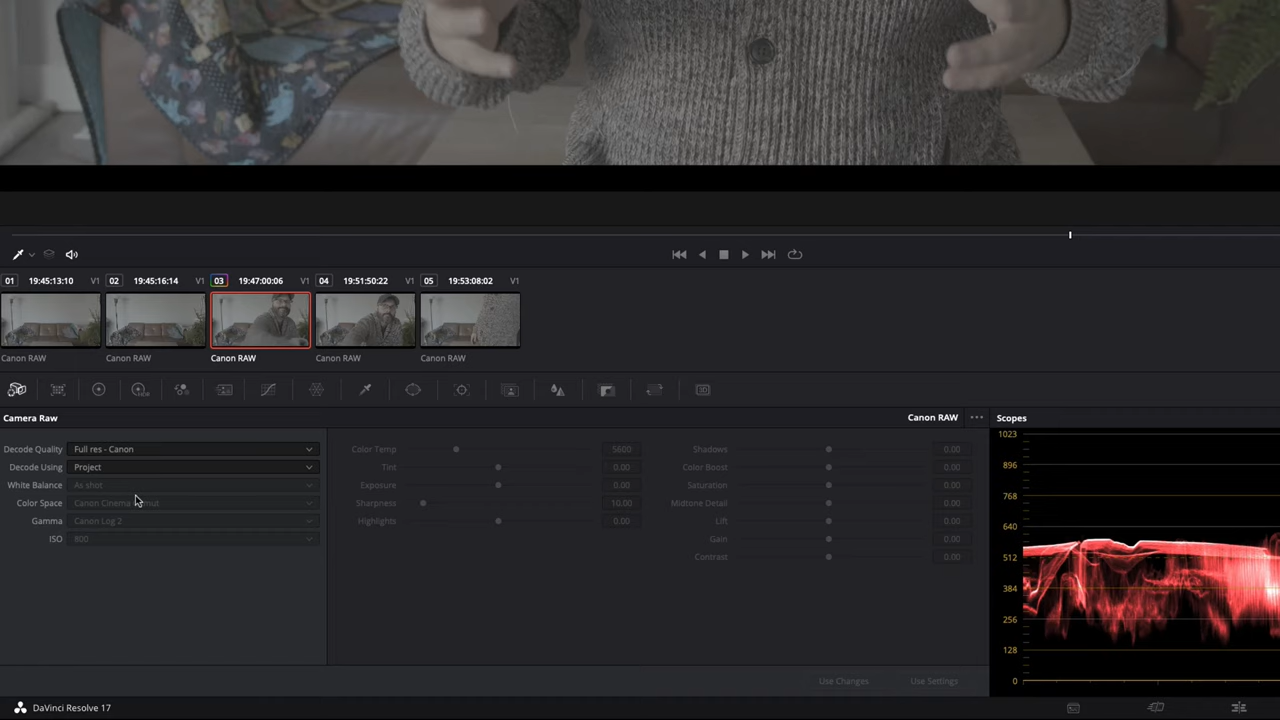 01 19:45:13:10 V1 02 19:45:16:14 V1 03 19:47:00:06 V1 04 19:51:50:22 V1 05 19:53:08:02 V1
Canon RAW Canon RAW Canon RAW Canon RAW Canon RAW
Camera Raw Canon RAW ••• Scopes
Decode Quality Full res - Canon
Decode Using Project
White Balance As shot
Color Space Canon Cinema Gamut
Gamma Canon Log 2
ISO 800
Color Temp 5600
Tint 0.00
Exposure 0.00
Sharpness 10.00
Highlights 0.00
Shadows 0.00
Color Boost 0.00
Saturation 0.00
Midtone Detail 0.00
Lift 0.00
Gain 0.00
Contrast 0.00
1023
896
768
640
512
384
256
128
0
Use Changes Use Settings
DaVinci Resolve 17